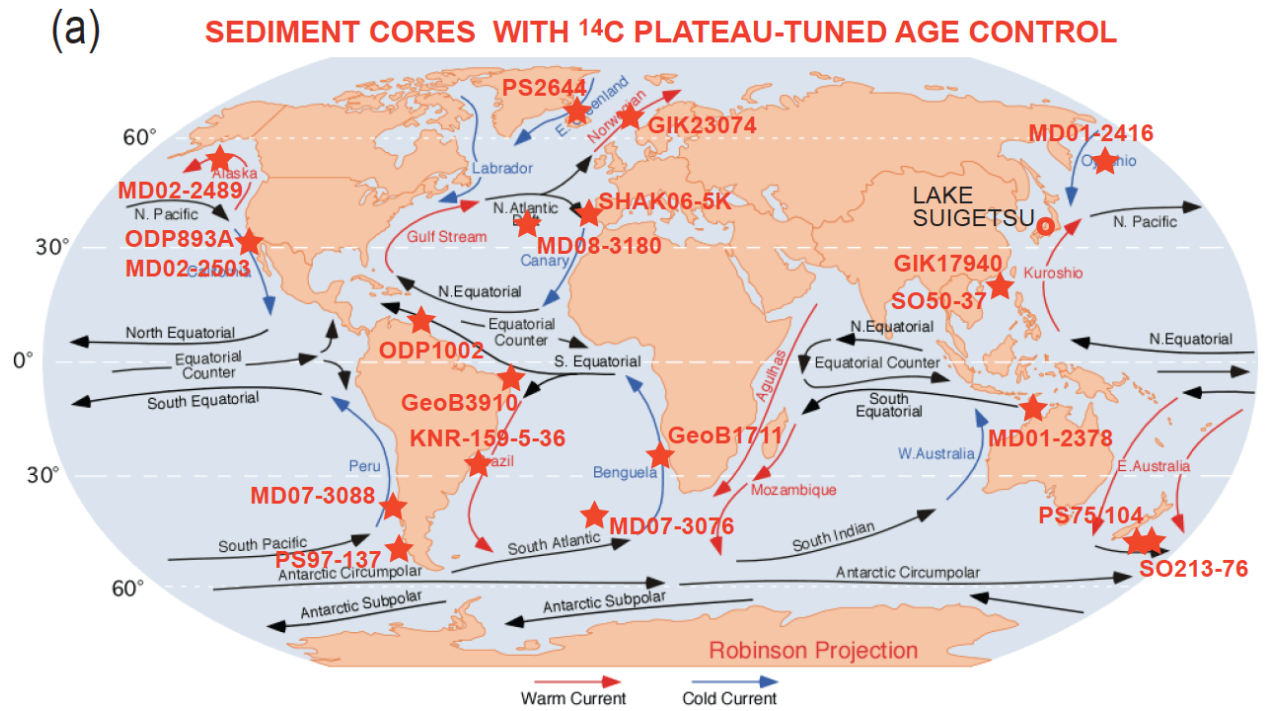 (a)
SEDIMENT CORES WITH 14C PLATEAU-TUNED AGE CONTROL
PS2644
E. Greenland
Norwegian
GIK23074
60°
MD01-2416
Oyashio
Labrador
Alaska
MD02-2489
N. Pacific
N.Atlantic
SHAK06-5K
LAKE
SUIGETSU
N. Pacific
ODP893A
Gulf Stream
MD08-3180
30°
MD02-2503
Canary
GIK17940
Kuroshio
SO50-37
N.Equatorial
North Equatorial
Equatorial
Counter
N.Equatorial
N.Equatorial
Equatorial
Counter
ODP1002
S. Equatorial
Equatorial Counter
0°
Agulhas
South Equatorial
GeoB3910
South
Equatorial
KNR-159-5-36
GeoB1711
MD01-2378
Peru
Benguela
W.Australia
E.Australia
30°
Mozambique
MD07-3088
MD07-3076
PS75-104
South Pacific
PS97-137
South Atlantic
South Indian
SO213-76
Antarctic Circumpolar
Antarctic Circumpolar
60°
Antarctic Subpolar
Antarctic Subpolar
Robinson Projection
Warm Current
Cold Current